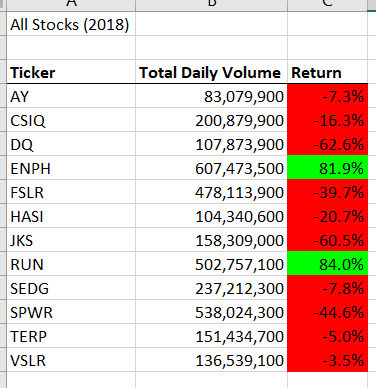 A B C
All Stocks (2018)
Ticker Total Daily Volume Return
AY 83,079,900 -7.3%
CSIQ 200,879,900 -16.3%
DQ 107,873,900 -62.6%
ENPH 607,473,500 81.9%
FSLR 478,113,900 -39.7%
HASI 104,340,600 -20.7%
JKS 158,309,000 -60.5%
RUN 502,757,100 84.0%
SEDG 237,212,300 -7.8%
SPWR 538,024,300 -44.6%
TERP 151,434,700 -5.0%
VSLR 136,539,100 -3.5%